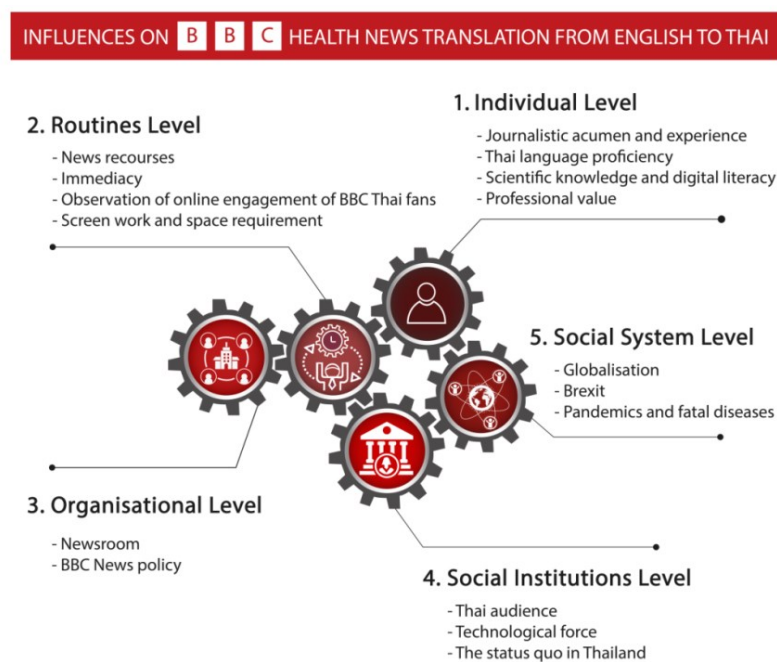 INFLUENCES ON B B C HEALTH NEWS TRANSLATION FROM ENGLISH TO THAI
1. Individual Level
- Journalistic acumen and experience
- Thai language proficiency
- Scientific knowledge and digital literacy
- Professional value
2. Routines Level
- News recourses
- Immediacy
- Observation of online engagement of BBC Thai fans
- Screen work and space requirement
3. Organisational Level
- Newsroom
- BBC News policy
4. Social Institutions Level
- Thai audience
- Technological force
- The status quo in Thailand
5. Social System Level
- Globalisation
- Brexit
- Pandemics and fatal diseases